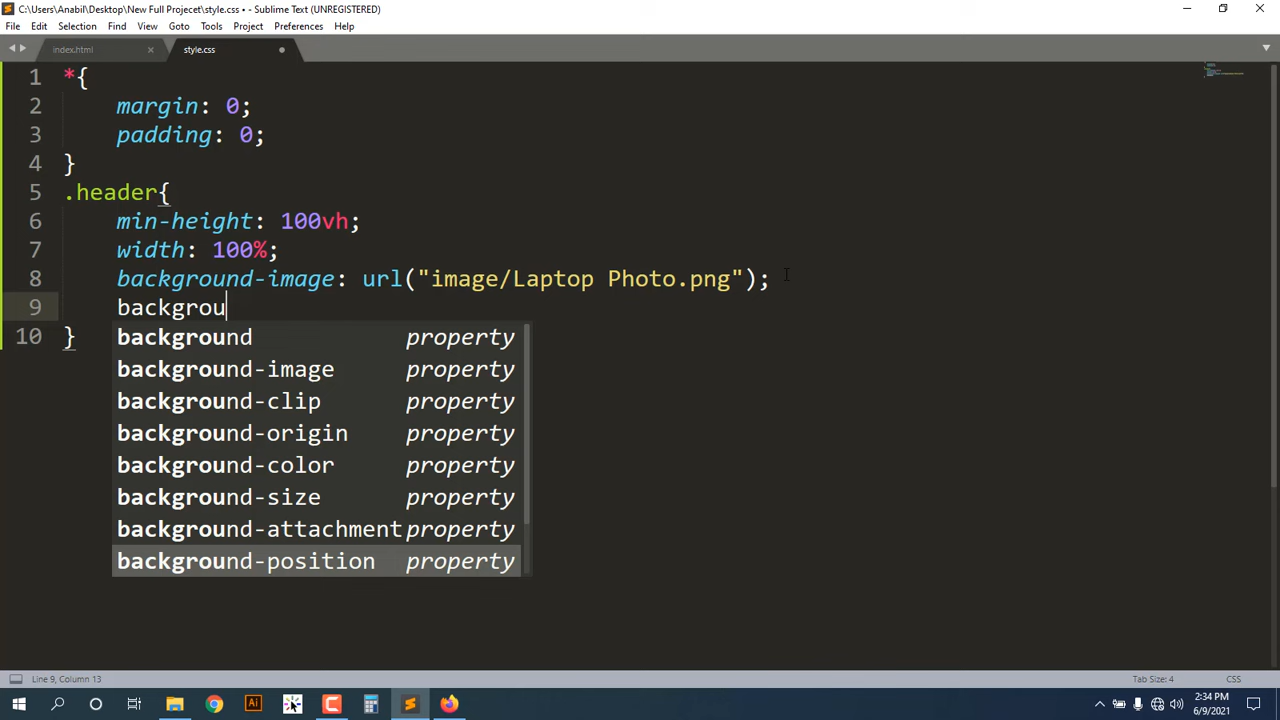 C:\Users\Anabil\Desktop\New Full Projecet\style.css • - Sublime Text (UNREGISTERED)
File Edit Selection Find View Goto Tools Project Preferences Help
index.html style.css
1 *{
2 margin: 0;
3 padding: 0;
4 }
5 .header{
6 min-height: 100vh;
7 width: 100%;
8 background-image: url("image/Laptop Photo.png");
9 backgrou
10 }
background property
background-image property
background-clip property
background-origin property
background-color property
background-size property
background-attachment property
background-position property
Line 9, Column 13 Tab Size: 4 CSS
Ai
2:34 PM
6/9/2021